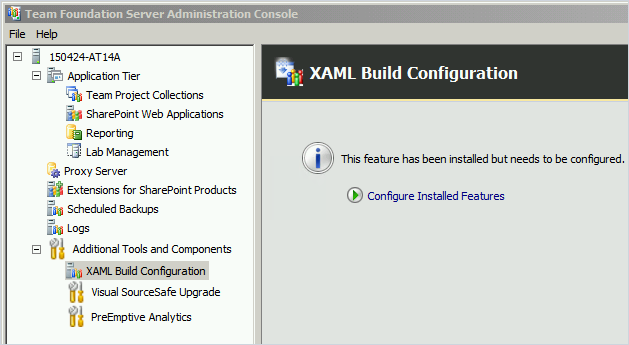 Team Foundation Server Administration Console
File Help
150424-AT14A
Application Tier
Team Project Collections
SharePoint Web Applications
Reporting
Lab Management
Proxy Server
Extensions for SharePoint Products
Scheduled Backups
Logs
Additional Tools and Components
XAML Build Configuration
Visual SourceSafe Upgrade
PreEmptive Analytics
XAML Build Configuration
This feature has been installed but needs to be configured.
Configure Installed Features